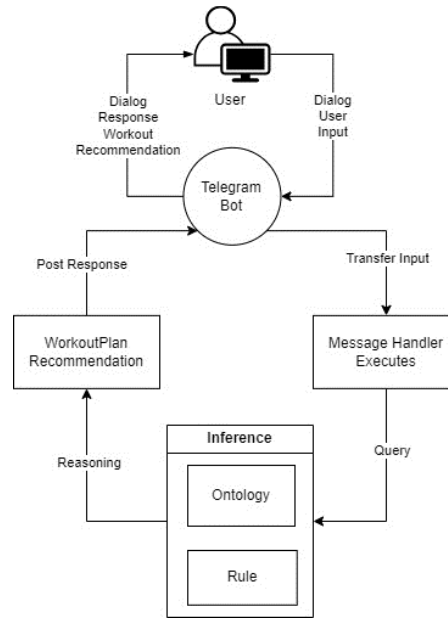 User
Dialog
Response
Workout
Recommendation
Dialog
User
Input
Telegram
Bot
Post Response
Transfer Input
WorkoutPlan
Recommendation
Message Handler
Executes
Inference
Reasoning
Query
Ontology
Rule